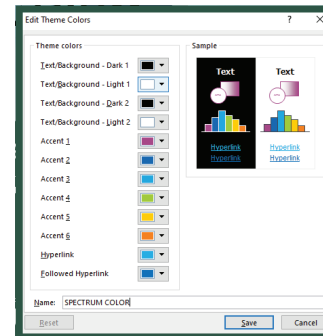 Edit Theme Colors ? ×
Theme colors
Text/Background - Dark 1
Text/Background - Light 1
Text/Background - Dark 2
Text/Background - Light 2
Accent 1
Accent 2
Accent 3
Accent 4
Accent 5
Accent 6
Hyperlink
Followed Hyperlink
Sample
Text Text
Hyperlink Hyperlink
Hyperlink Hyperlink
Name: SPECTRUM COLOR
Reset Save Cancel